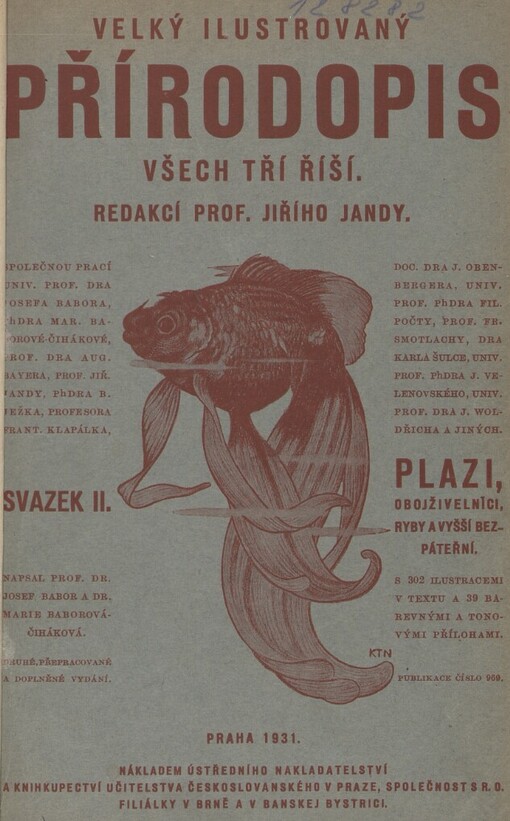 128282
VELKÝ ILUSTROVANÝ
PŘÍRODOPIS
VŠECH TŘÍ ŘÍŠÍ.
REDAKCÍ PROF. JIŘÍHO JANDY.
SPOLEČNOU PRACÍ
UNIV. PROF. DRA
JOSEFA BABORA,
PhDRA MAR. BA-
BOROVÉ-ČIHÁKOVÉ,
PROF. DRA AUG.
BAYERA, PROF. JIŘ.
JANDY, PhDRA B.
JEŽKA, PROFESORA
FRANT. KLAPÁLKA,
DOC. DRA J. OBEN-
BERGERA, UNIV.
PROF. PhDRA FIL.
POČTY, PROF. FR.
SMOTLACHY, DRA
KARLA ŠULCE, UNIV.
PROF. PhDRA J. VE-
LENOVSKÉHO, UNIV.
PROF. DRA J. WOL-
DŘICHA A JINÝCH.
SVAZEK II.
PLAZI,
OBOJŽIVELNÍCI,
RYBY A VYŠŠÍ BEZ-
PÁTEŘNÍ.
NAPSAL PROF. DR.
JOSEF BABOR A DR.
MARIE BABOROVÁ-
ČIHÁKOVÁ.
DRUHÉ, PŘEPRACOVANÉ
A DOPLNĚNÉ VYDÁNÍ.
S 302 ILUSTRACEMI
V TEXTU A 39 BA-
REVNÝMI A TONO-
VÝMI PŘÍLOHAMI.
KTN
PUBLIKACE ČÍSLO 969.
PRAHA 1931.
NÁKLADEM ÚSTŘEDNÍHO NAKLADATELSTVÍ
A KNIHKUPECTVÍ UČITELSTVA ČESKOSLOVANSKÉHO V PRAZE, SPOLEČNOST S R. O.
FILIÁLKY V BRNĚ A V BANSKEJ BYSTRICI.